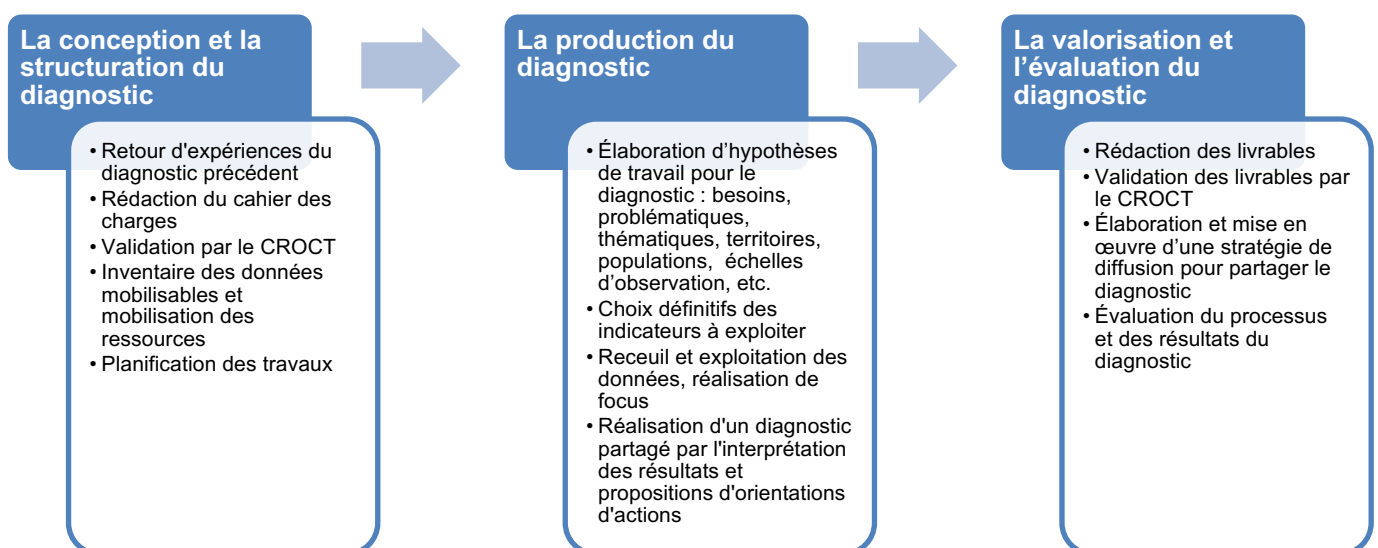 La conception et la
structuration du
diagnostic
• Retour d'expériences du
diagnostic précédent
• Rédaction du cahier des
charges
• Validation par le CROCT
• Inventaire des données
mobilisables et
mobilisation des
ressources
• Planification des travaux
La production du
diagnostic
• Élaboration d’hypothèses
de travail pour le
diagnostic : besoins,
problématiques,
thématiques, territoires,
populations, échelles
d’observation, etc.
• Choix définitifs des
indicateurs à exploiter
• Receuil et exploitation des
données, réalisation de
focus
• Réalisation d'un diagnostic
partagé par l'interprétation
des résultats et
propositions d'orientations
d'actions
La valorisation et
l’évaluation du
diagnostic
• Rédaction des livrables
• Validation des livrables par
le CROCT
• Élaboration et mise en
œuvre d’une stratégie de
diffusion pour partager le
diagnostic
• Évaluation du processus
et des résultats du
diagnostic